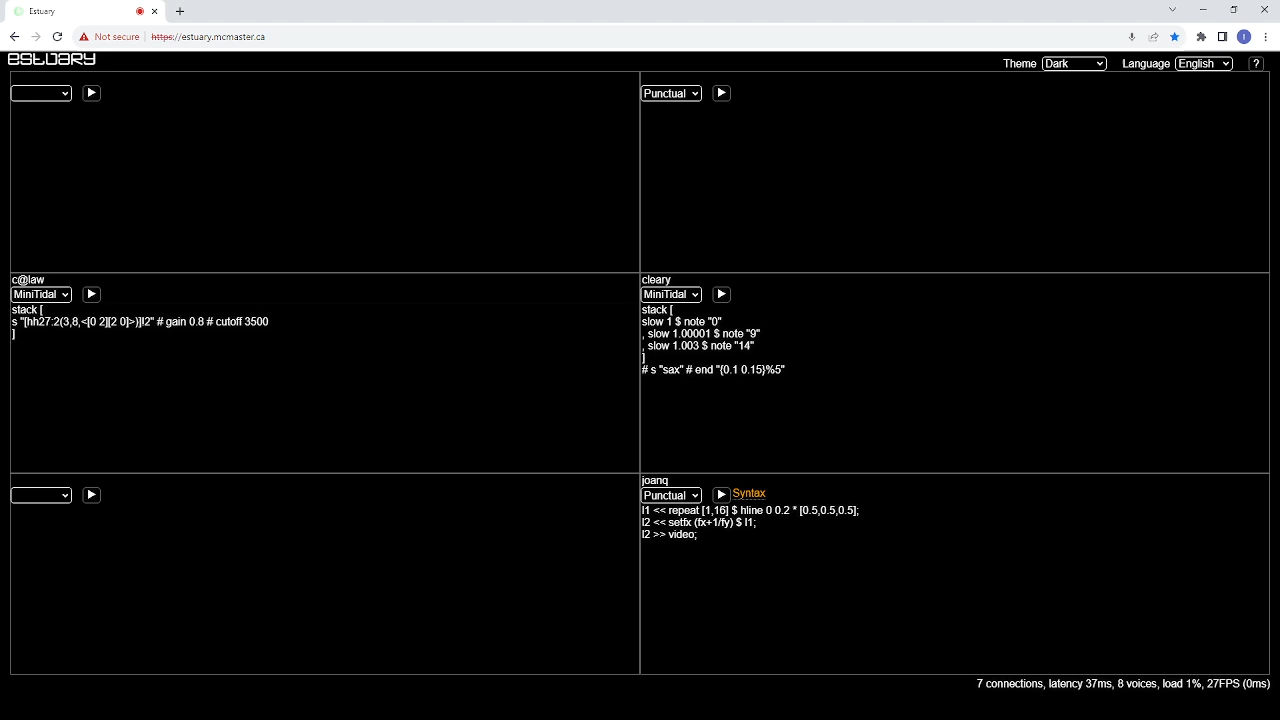 Estuary
Not secure
https://estuary.mcmaster.ca
ESTUARY
Theme Dark Language English ?
Punctual
c@law
MiniTidal
stack [
s "[hh27:2(3,8,<[0 2][2 0]>)]!2" # gain 0.8 # cutoff 3500
]
cleary
MiniTidal
stack [
slow 1 $ note "0"
, slow 1.00001 $ note "9"
, slow 1.003 $ note "14"
]
# s "sax" # end "{0.1 0.15}%5"
joanq
Punctual Syntax
l1 << repeat [1,16] $ hline 0 0.2 * [0.5,0.5,0.5];
l2 << setfx (fx+1/fy) $ l1;
l2 >> video;
7 connections, latency 37ms, 8 voices, load 1%, 27FPS (0ms)